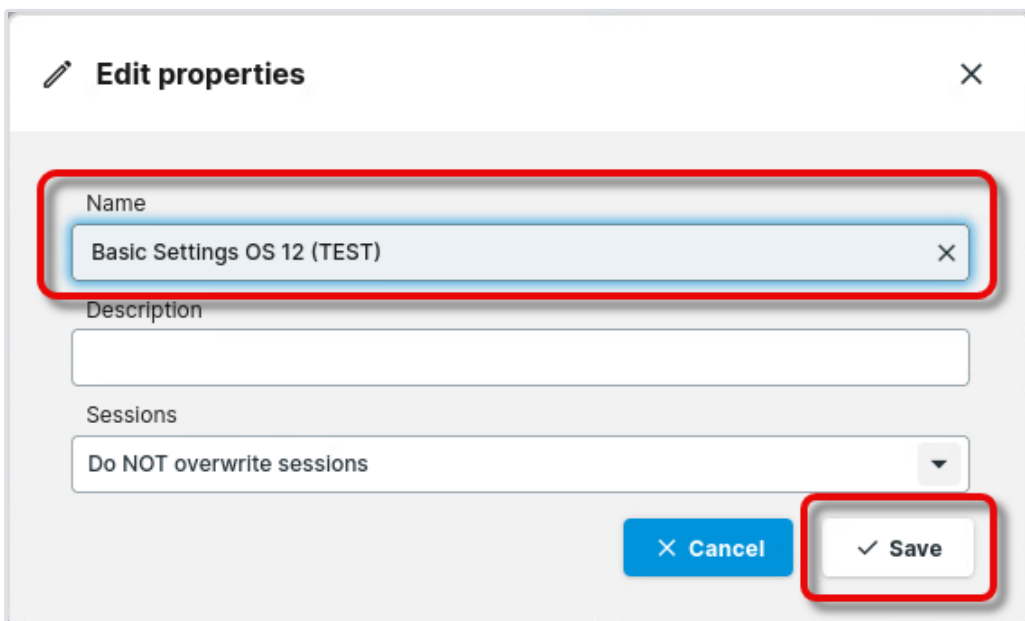 Edit properties
Name
Basic Settings OS 12 (TEST)
Description
Sessions
Do NOT overwrite sessions
Cancel
Save